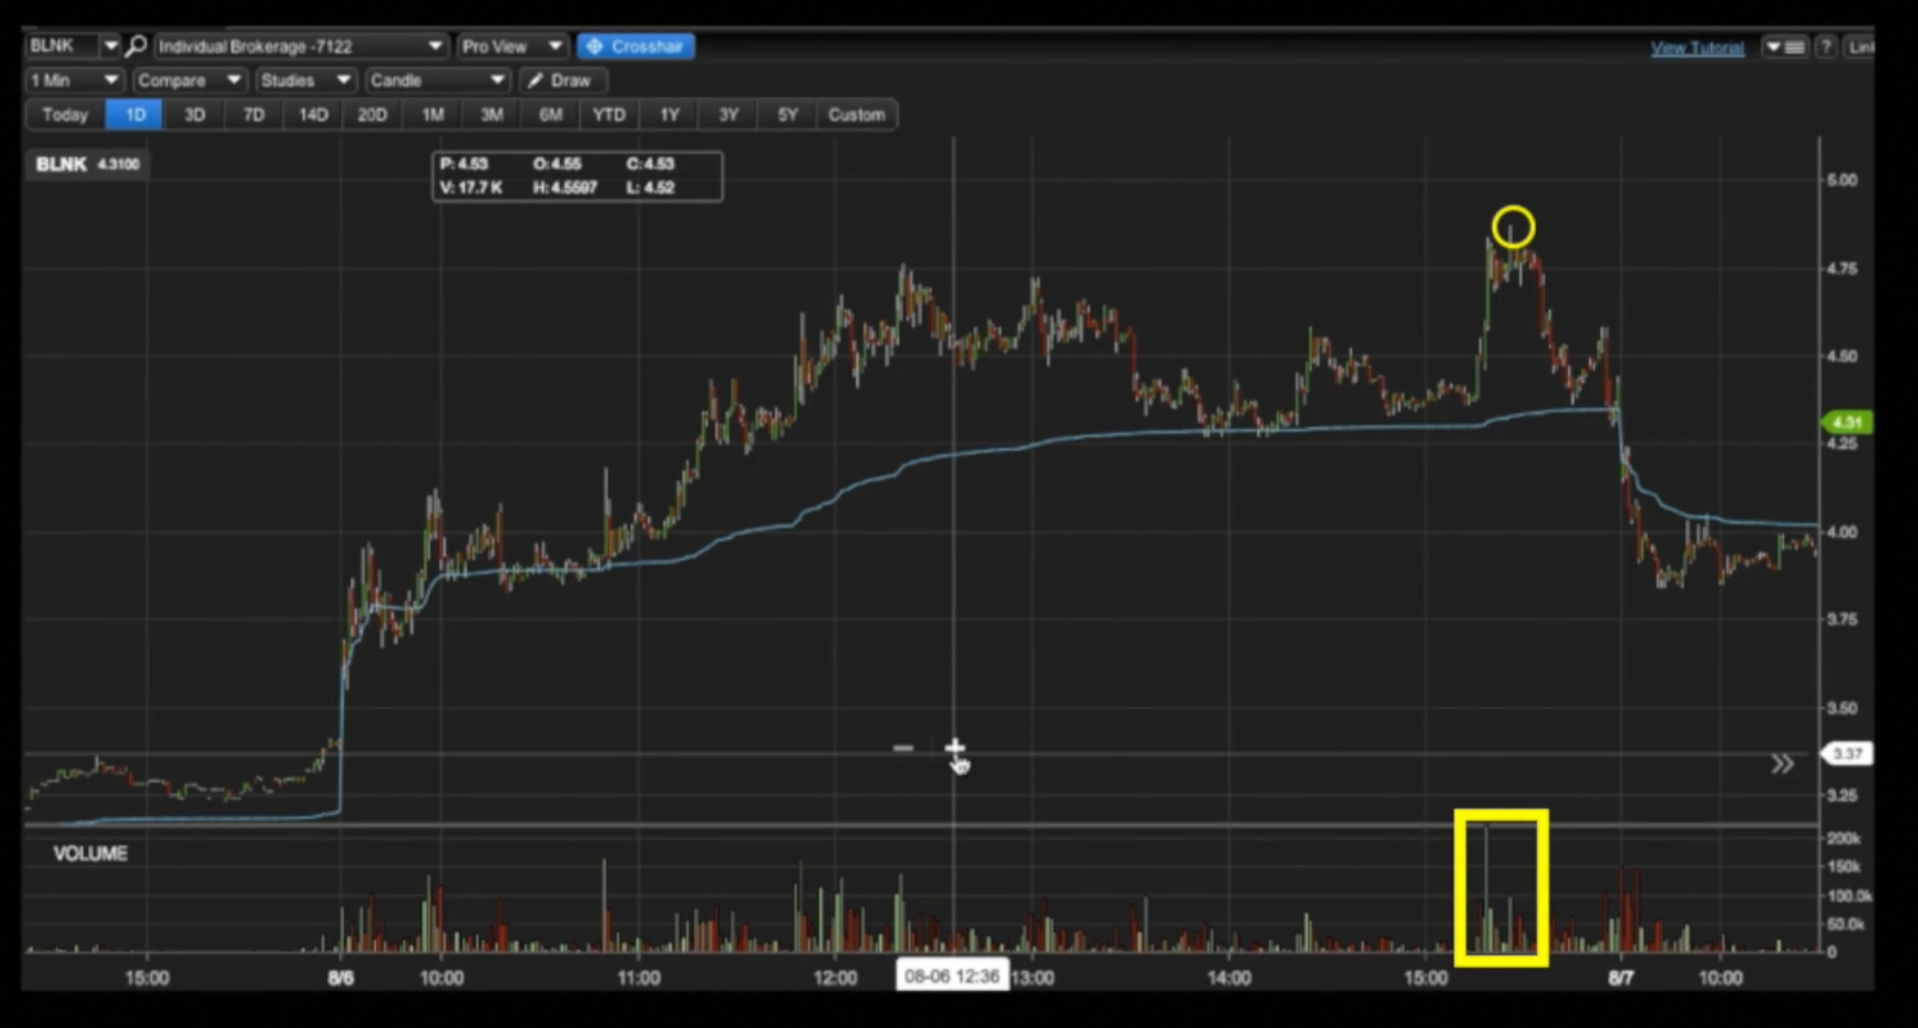 BLNK Individual Brokerage -7122 Pro View Crosshair View Tutorial ?
1 Min Compare Studies Candle Draw
Today 1D 3D 7D 14D 20D 1M 3M 6M YTD 1Y 3Y 5Y Custom
BLNK 4.3100
P: 4.53 O: 4.55 C: 4.53
V: 17.7 K H: 4.5597 L: 4.52
5.00
4.75
4.50
4.31
4.25
4.00
3.75
3.50
3.37
3.25
VOLUME
200k
150k
100.0k
50.0k
0
15:00 8/6 10:00 11:00 12:00 08-06 12:36 13:00 14:00 15:00 8/7 10:00